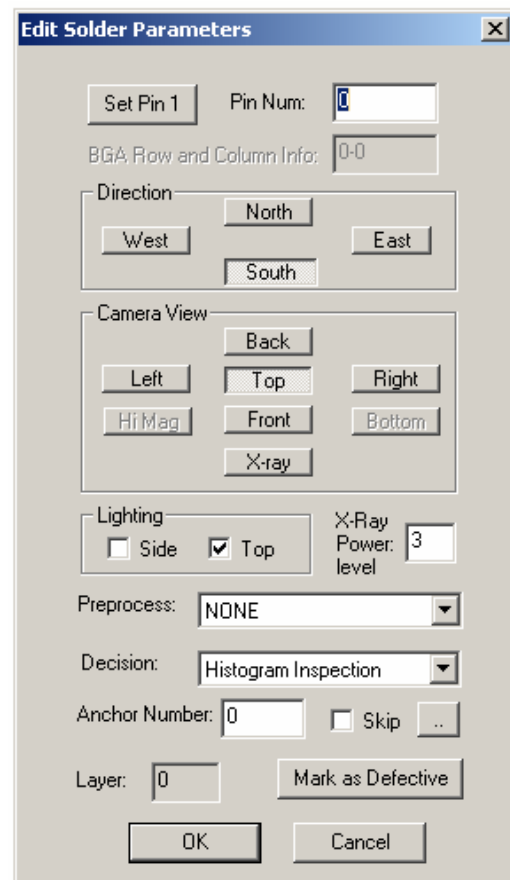 Edit Solder Parameters
Set Pin 1 Pin Num: 0
BGA Row and Column Info: 0-0
Direction
North
West East
South
Camera View
Back
Left Top Right
Hi Mag Front Bottom
X-ray
Lighting
Side Top
X-Ray
Power: 3
level
Preprocess: NONE
Decision: Histogram Inspection
Anchor Number: 0 Skip ..
Layer: 0 Mark as Defective
OK Cancel